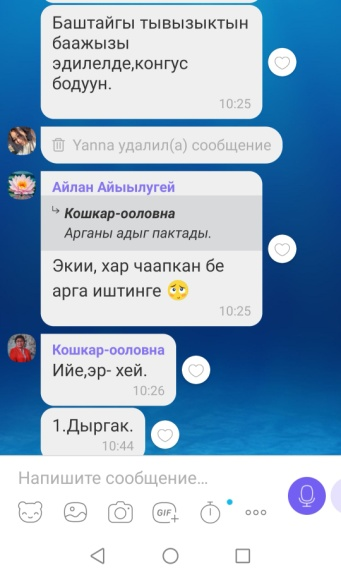 Баштайгы тывызыктын
баажызы
эдилелде,конгус
бодуун.
10:25
Yanna удалил(а) сообщение
Айлан Айыылугей
Кошкар-ооловна
Арганы адыг пактады.
Экии, хар чаапкан бе
арга иштинге 😯
10:25
Кошкар-ооловна
Ийе,эр- хей.
10:26
1.Дыргак.
10:44
Напишите сообщение...
GIF+